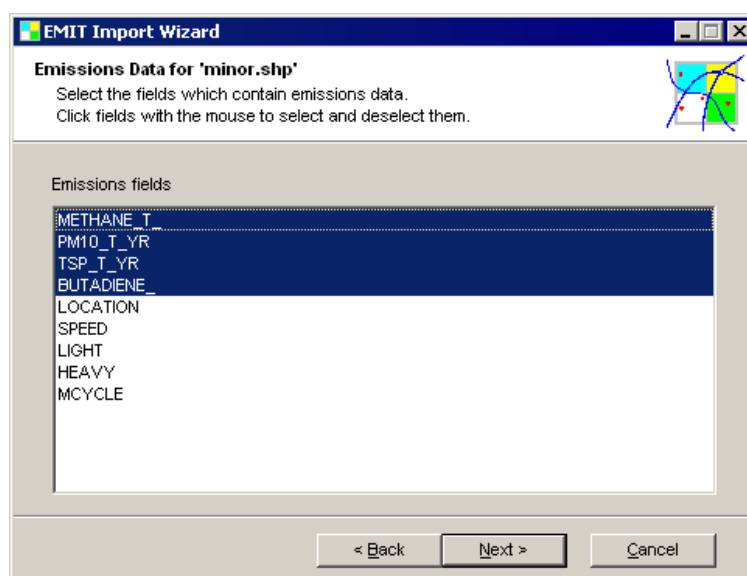 EMIT Import Wizard
Emissions Data for 'minor.shp'
Select the fields which contain emissions data.
Click fields with the mouse to select and deselect them.
Emissions fields
METHANE_T_
PM10_T_YR
TSP_T_YR
BUTADIENE_
LOCATION
SPEED
LIGHT
HEAVY
MCYCLE
< Back
Next >
Cancel